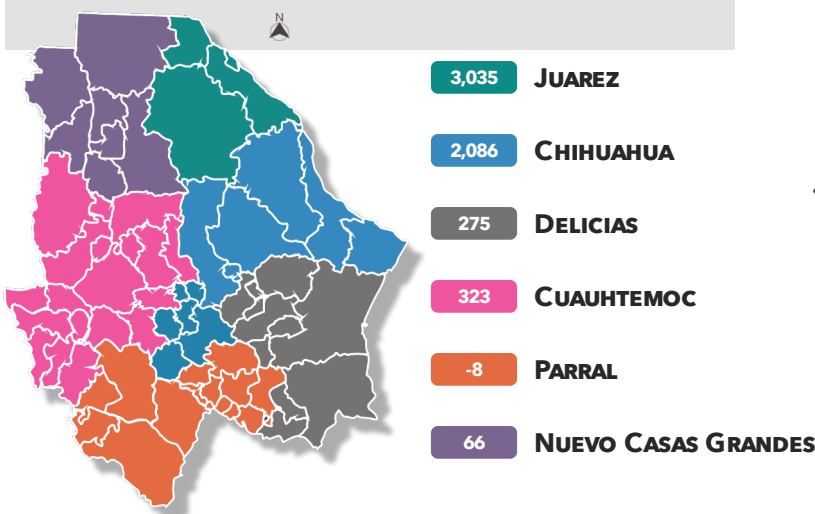 N
3,035 JUAREZ
2,086 CHIHUAHUA
275 DELICIAS
323 CUAUHTEMOC
-8 PARRAL
66 NUEVO CASAS GRANDES